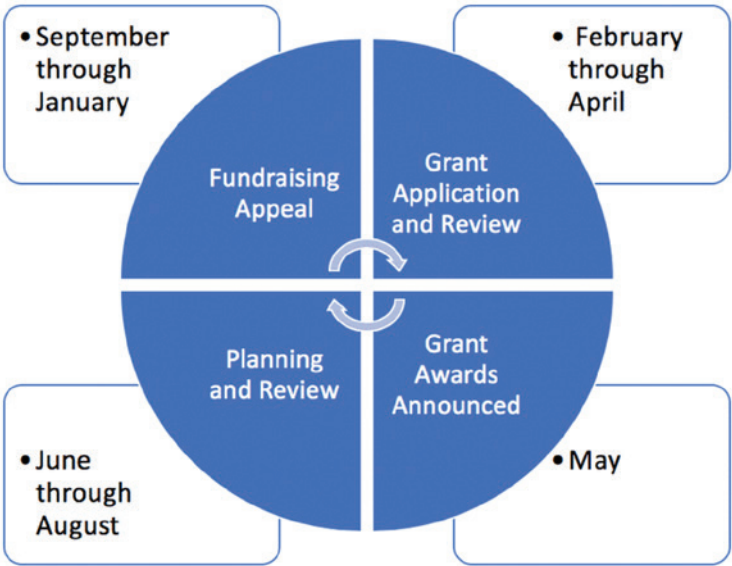 • September
through
January
• February
through
April
Fundraising
Appeal
Grant
Application
and Review
Planning
and Review
Grant
Awards
Announced
• June
through
August
• May